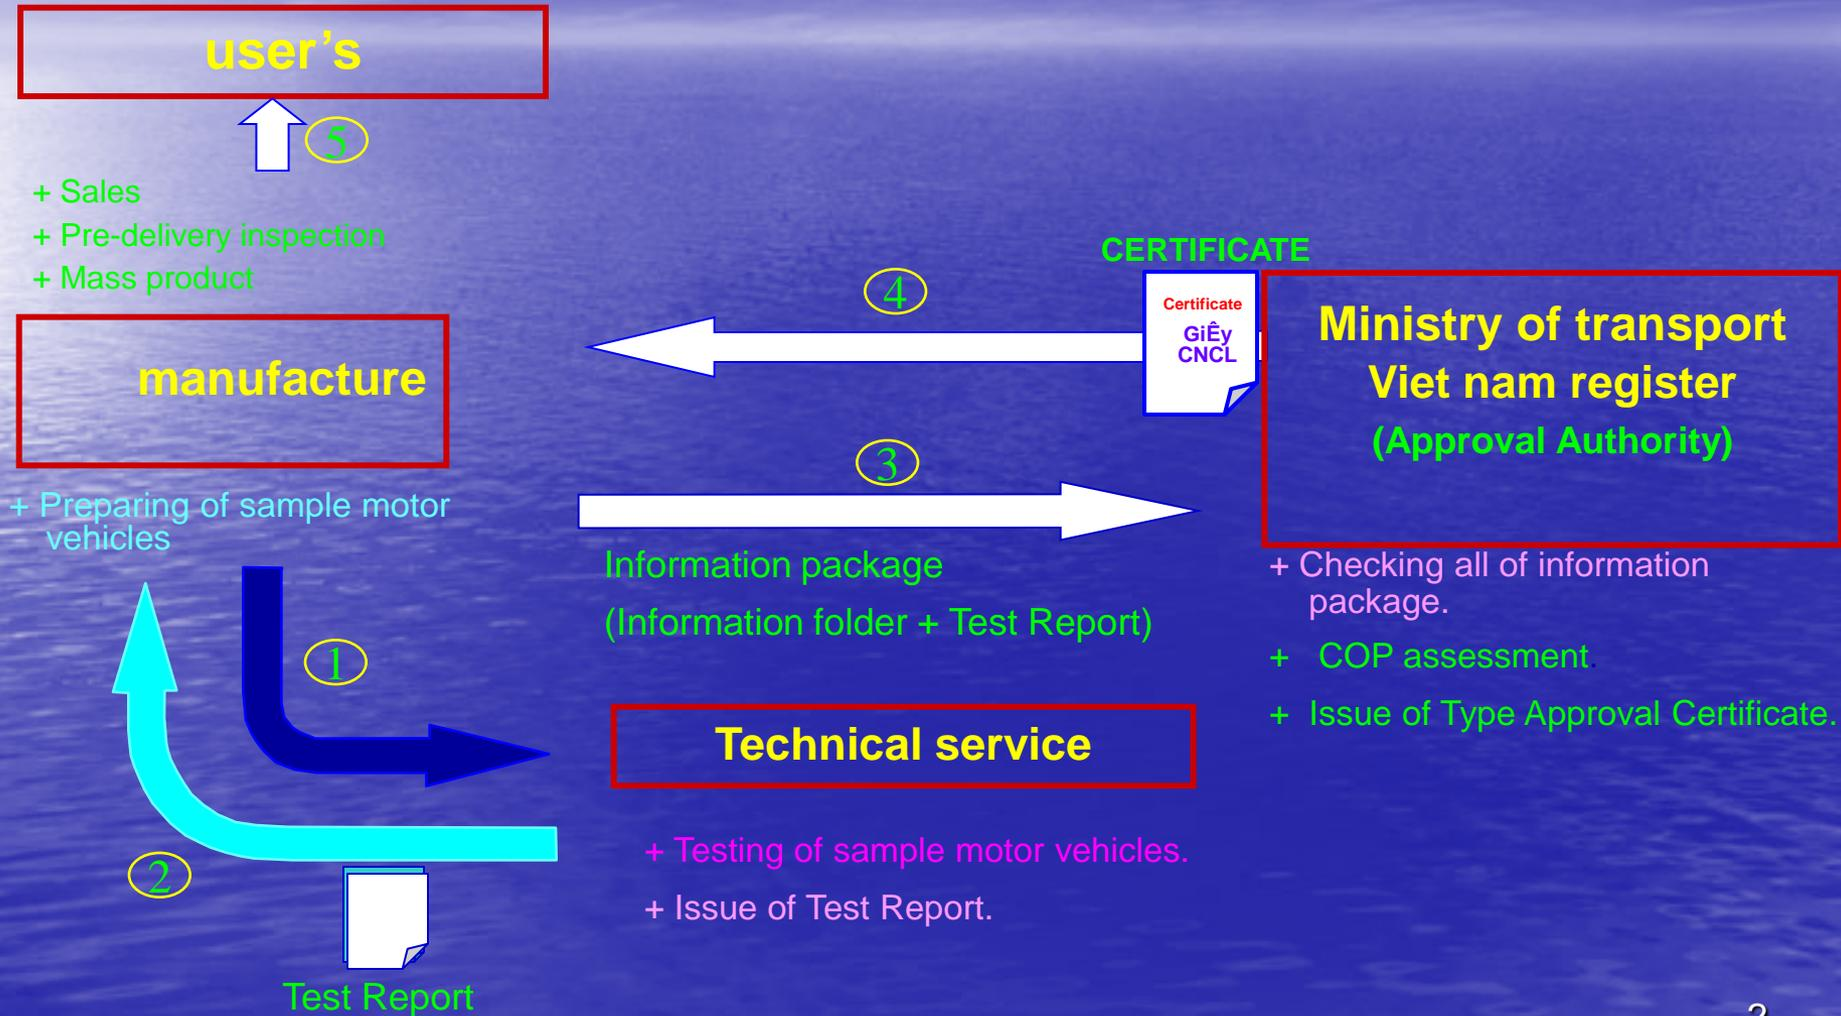 user’s
5
+ Sales
+ Pre-delivery inspection
+ Mass product
manufacture
+ Preparing of sample motor
vehicles
1
2
Test Report
4
CERTIFICATE
Certificate
GiÊy
CNCL
Ministry of transport
Viet nam register
(Approval Authority)
3
Information package
(Information folder + Test Report)
+ Checking all of information
package.
+ COP assessment.
+ Issue of Type Approval Certificate.
Technical service
+ Testing of sample motor vehicles.
+ Issue of Test Report.